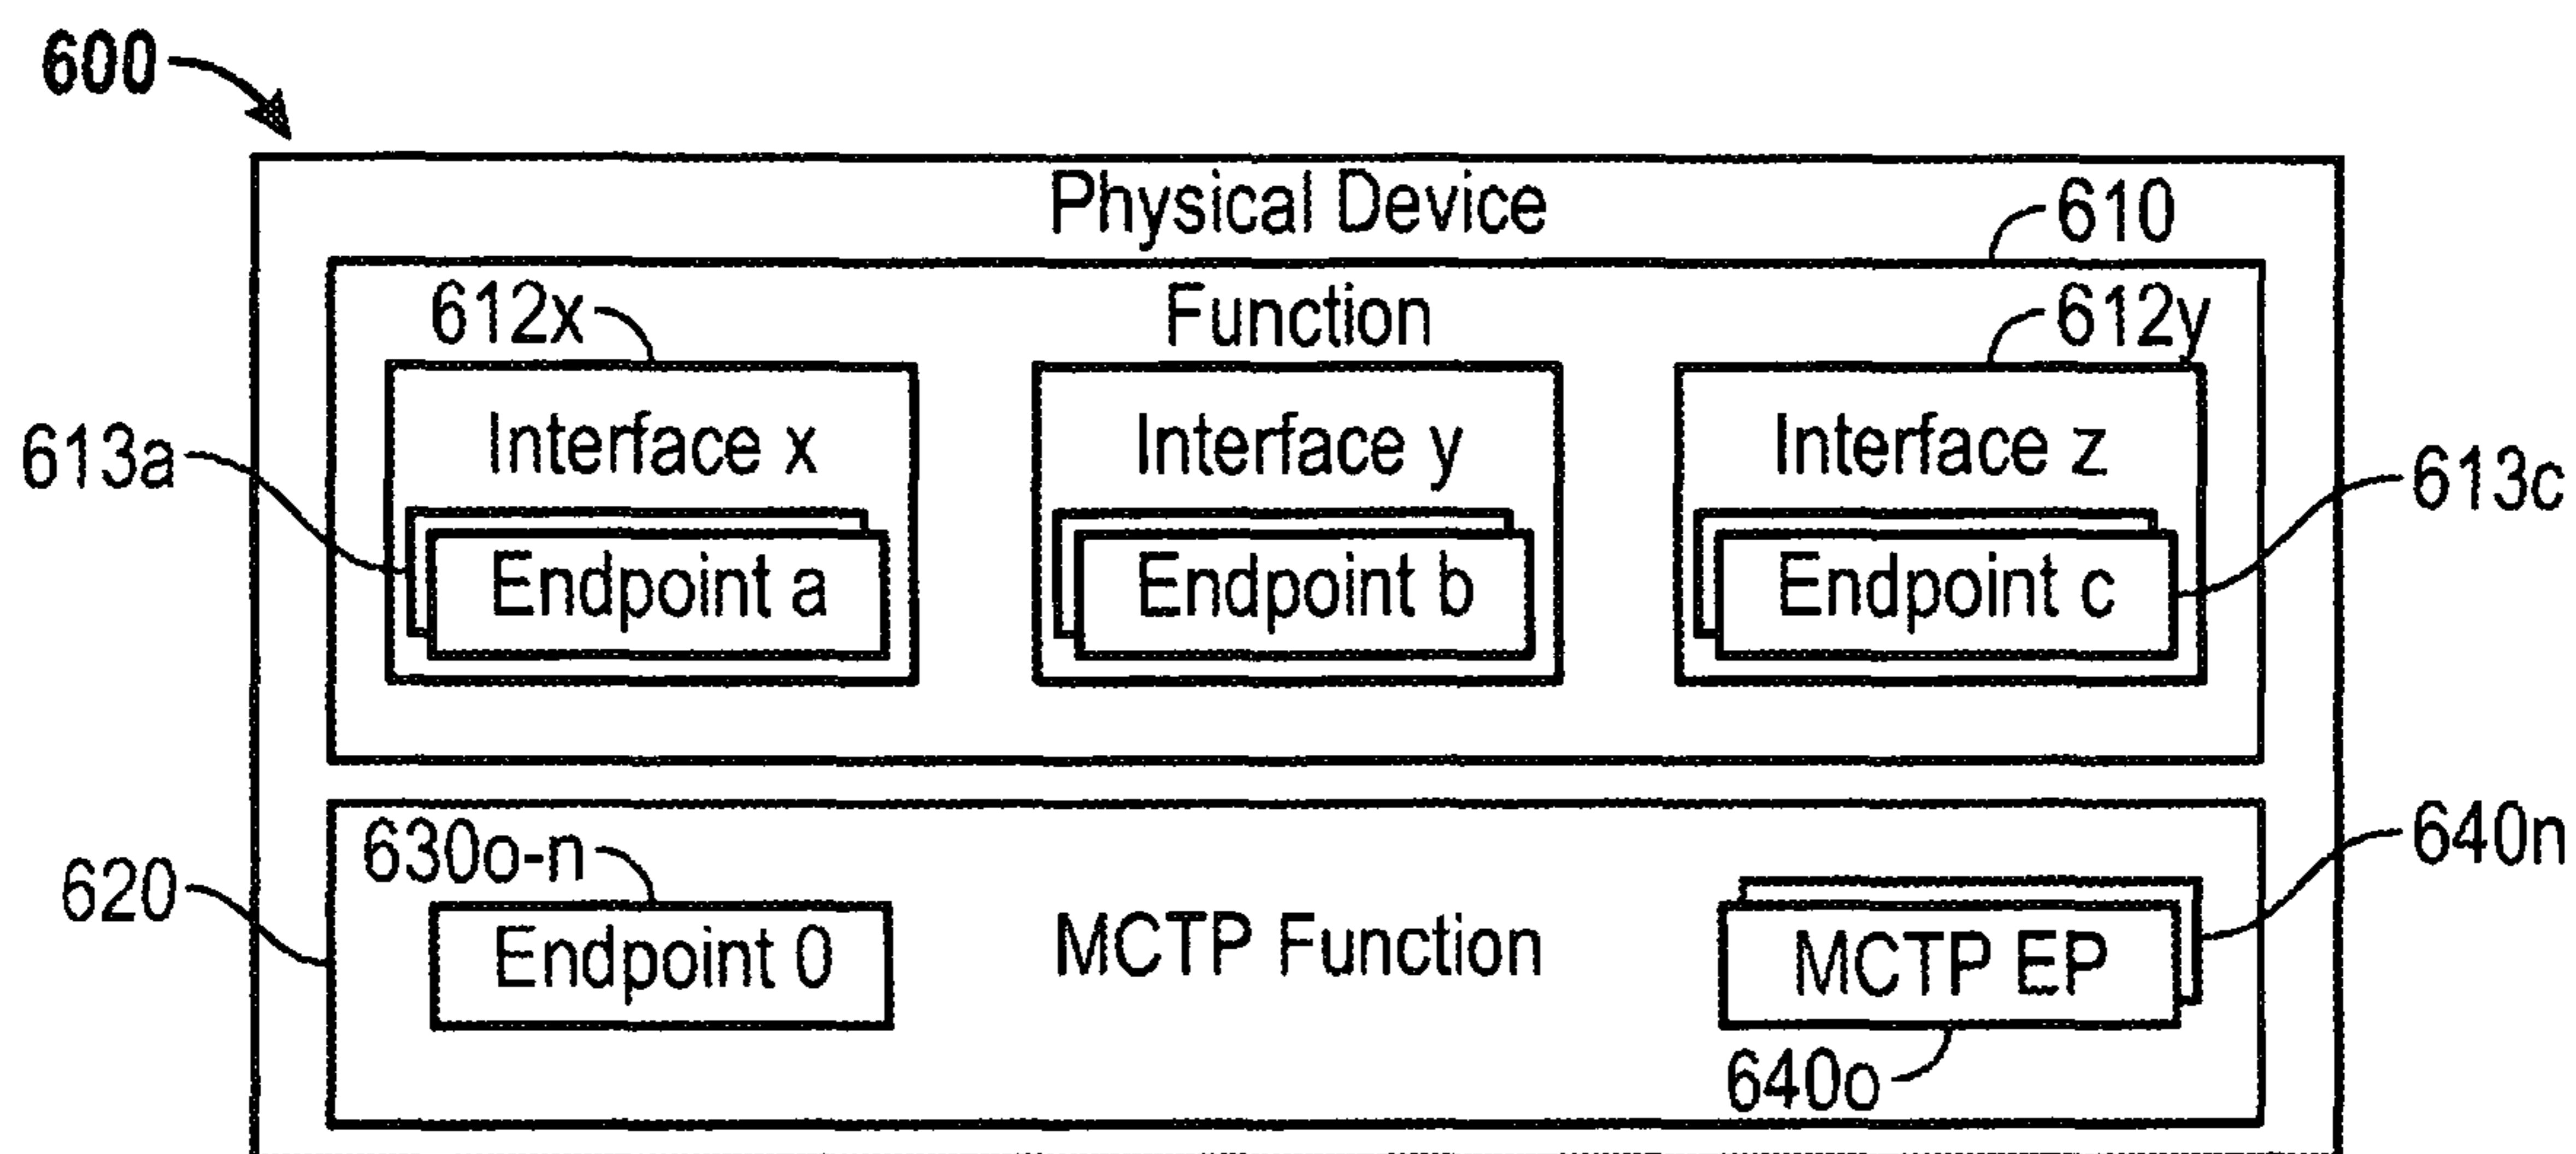 600
Physical Device
610
612x
Function
612y
Interface x
Interface y
Interface z
613a
613c
Endpoint a
Endpoint b
Endpoint c
630o-n
640n
620
Endpoint 0
MCTP Function
MCTP EP
640o